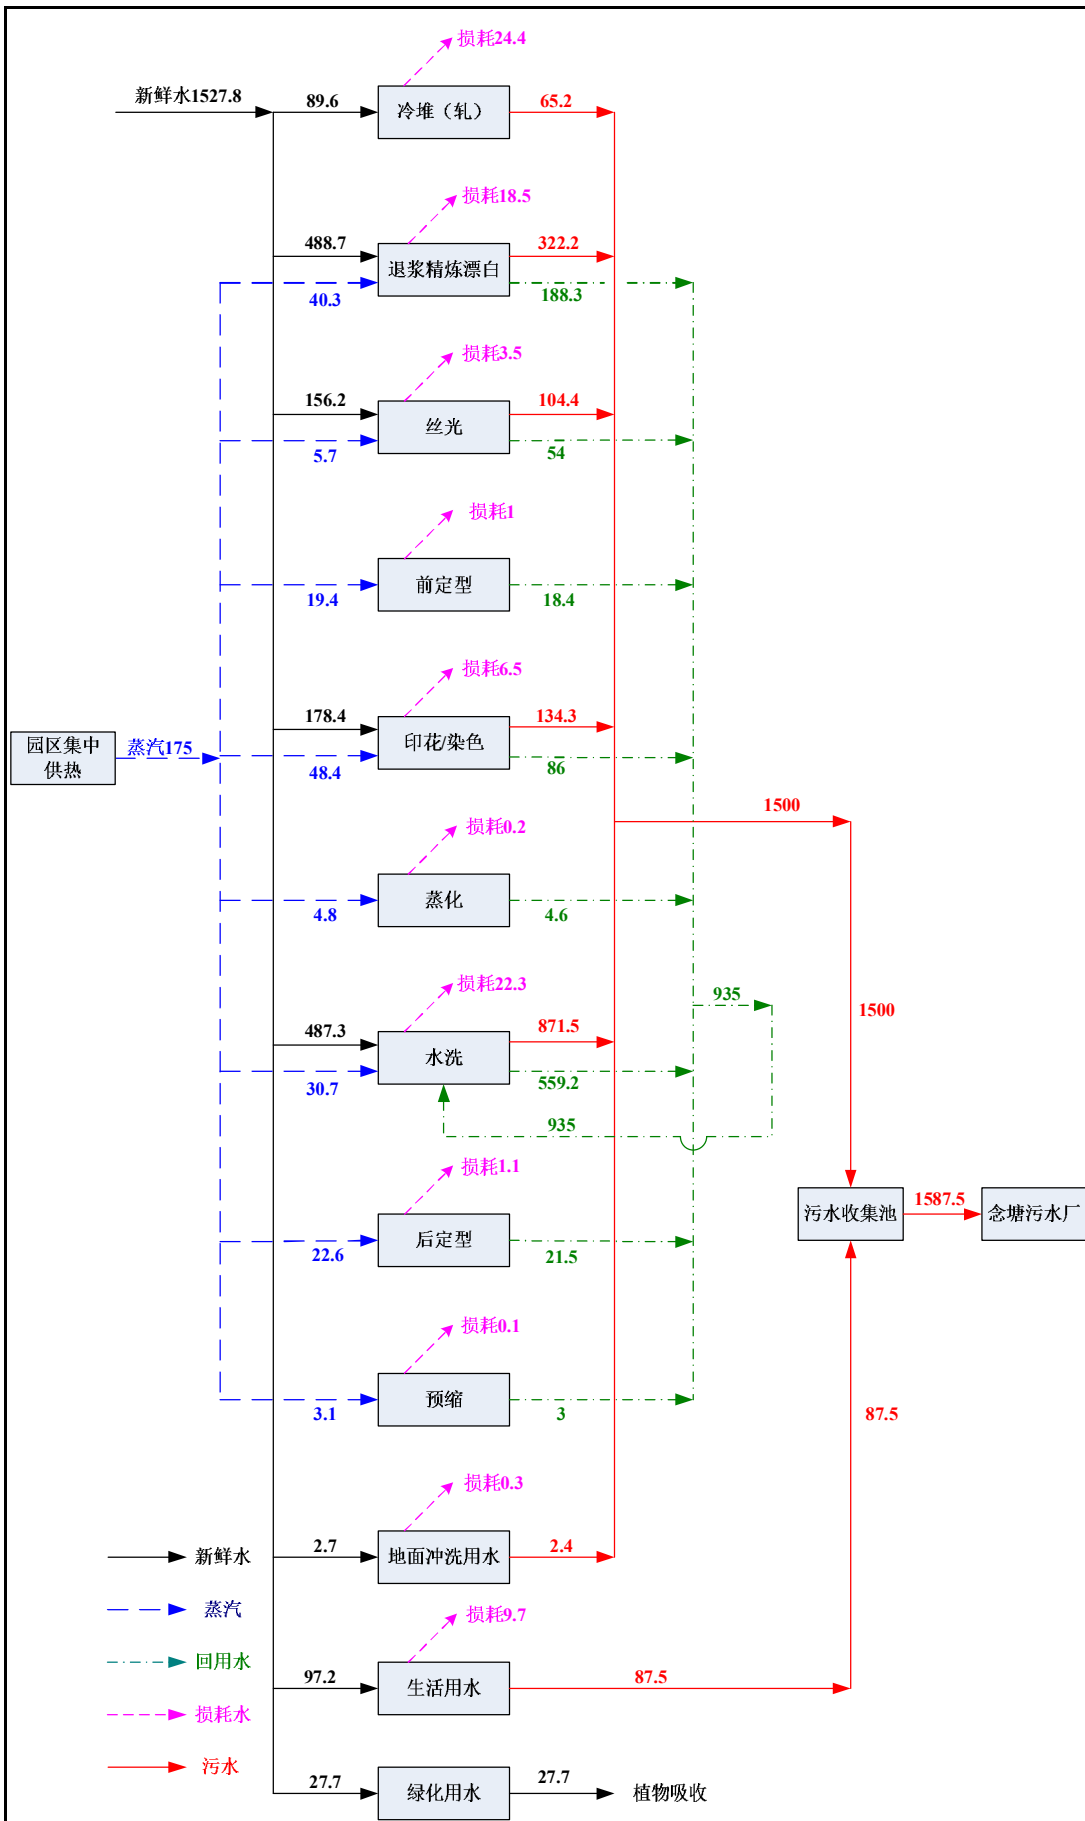 损耗24.4
新鲜水1527.8
89.6
冷堆（轧）
65.2
损耗18.5
488.7
退浆精炼漂白
322.2
40.3
188.3
损耗3.5
156.2
丝光
104.4
5.7
54
损耗1
前定型
19.4
18.4
损耗6.5
178.4
印花/染色
134.3
园区集中
供热
蒸汽175
48.4
86
1500
损耗0.2
蒸化
4.8
4.6
损耗22.3
935
1500
487.3
水洗
871.5
30.7
559.2
935
损耗1.1
污水收集池
1587.5
念塘污水厂
后定型
22.6
21.5
损耗0.1
预缩
3.1
3
87.5
损耗0.3
新鲜水
2.7
地面冲洗用水
2.4
蒸汽
损耗9.7
回用水
97.2
生活用水
87.5
损耗水
污水
27.7
绿化用水
27.7
植物吸收